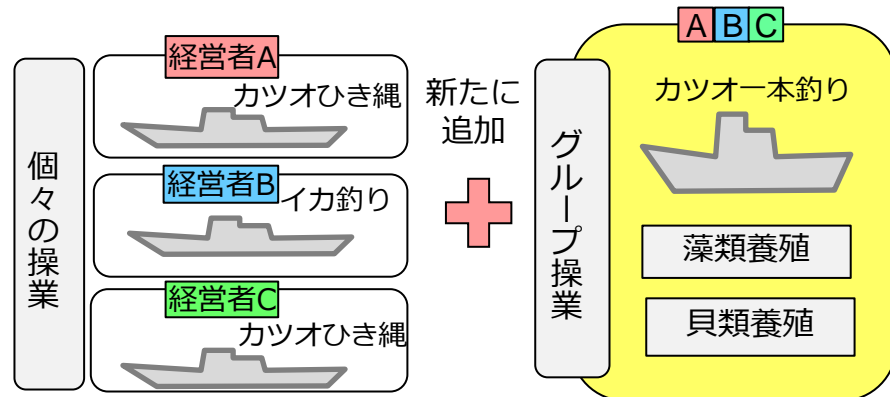 個々の操業
経営者A
カツオひき縄
経営者B
イカ釣り
経営者C
カツオひき縄
新たに
追加
グループ操業
A B C
カツオ一本釣り
藻類養殖
貝類養殖